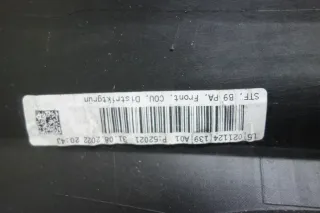 STF. B9 PA, Front. COU, Distriktgrün
15 021124 139 A01 P-52021 31 08 2022 20:43